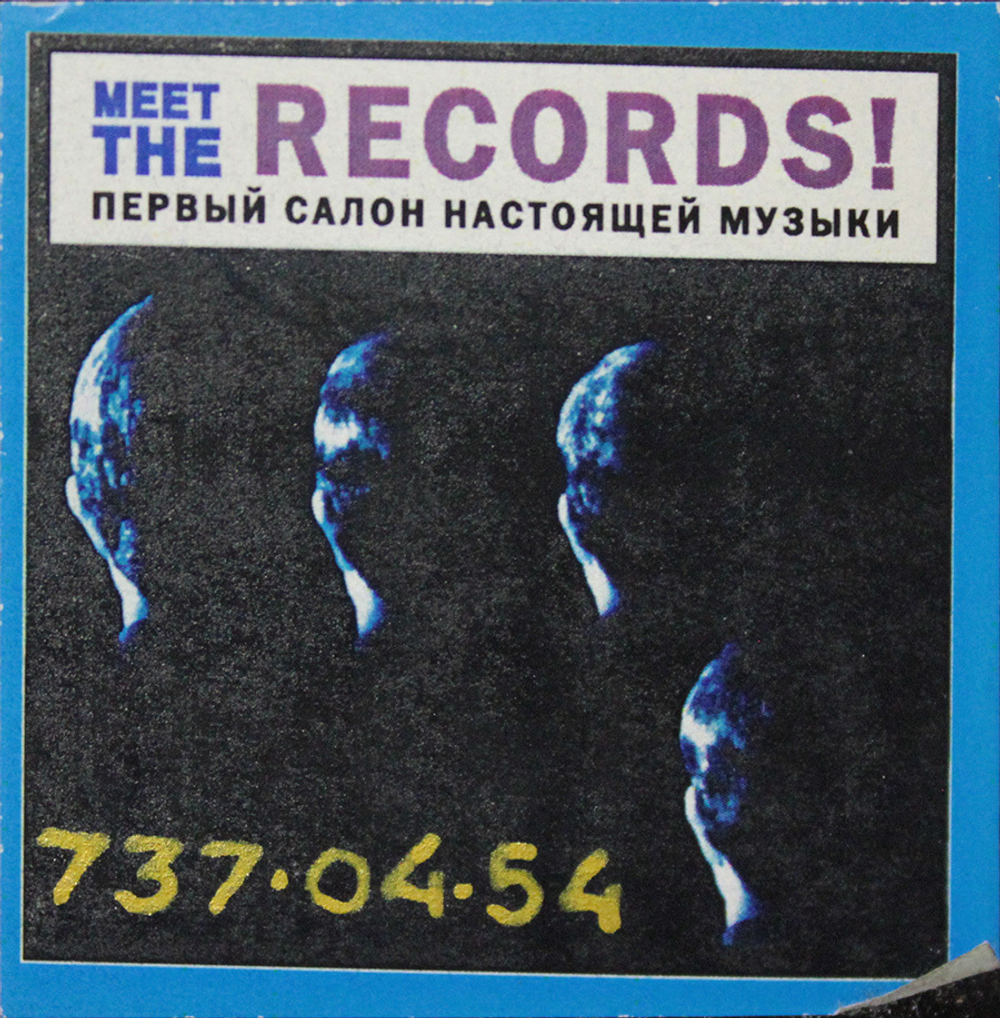 MEET
THE RECORDS!
ПЕРВЫЙ САЛОН НАСТОЯЩЕЙ МУЗЫКИ
737·04·54